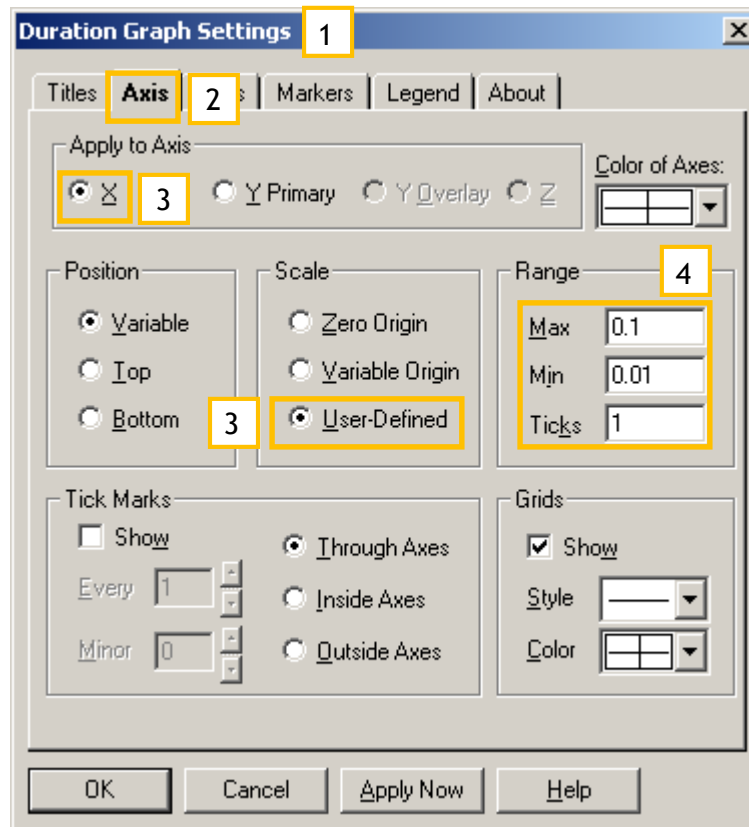 Duration Graph Settings 1
Titles Axis 2 s Markers Legend About
Apply to Axis
X 3 Y Primary Y Overlay Z
Color of Axes:
Position
Variable
Top
Bottom
Scale
Zero Origin
Variable Origin
3 User-Defined
Range 4
Max 0.1
Min 0.01
Ticks 1
Tick Marks
Show
Every 1
Minor 0
Through Axes
Inside Axes
Outside Axes
Grids
Show
Style
Color
OK Cancel Apply Now Help